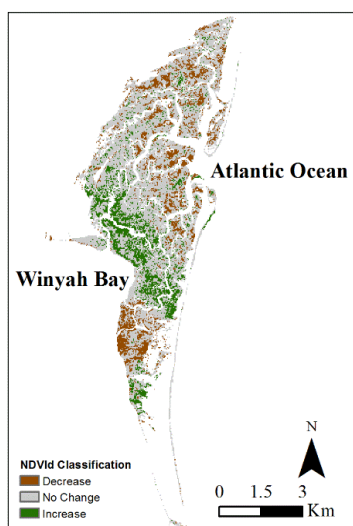 Atlantic Ocean
Winyah Bay
N
NDVId Classification
Decrease
No Change
Increase
0 1.5 3
Km